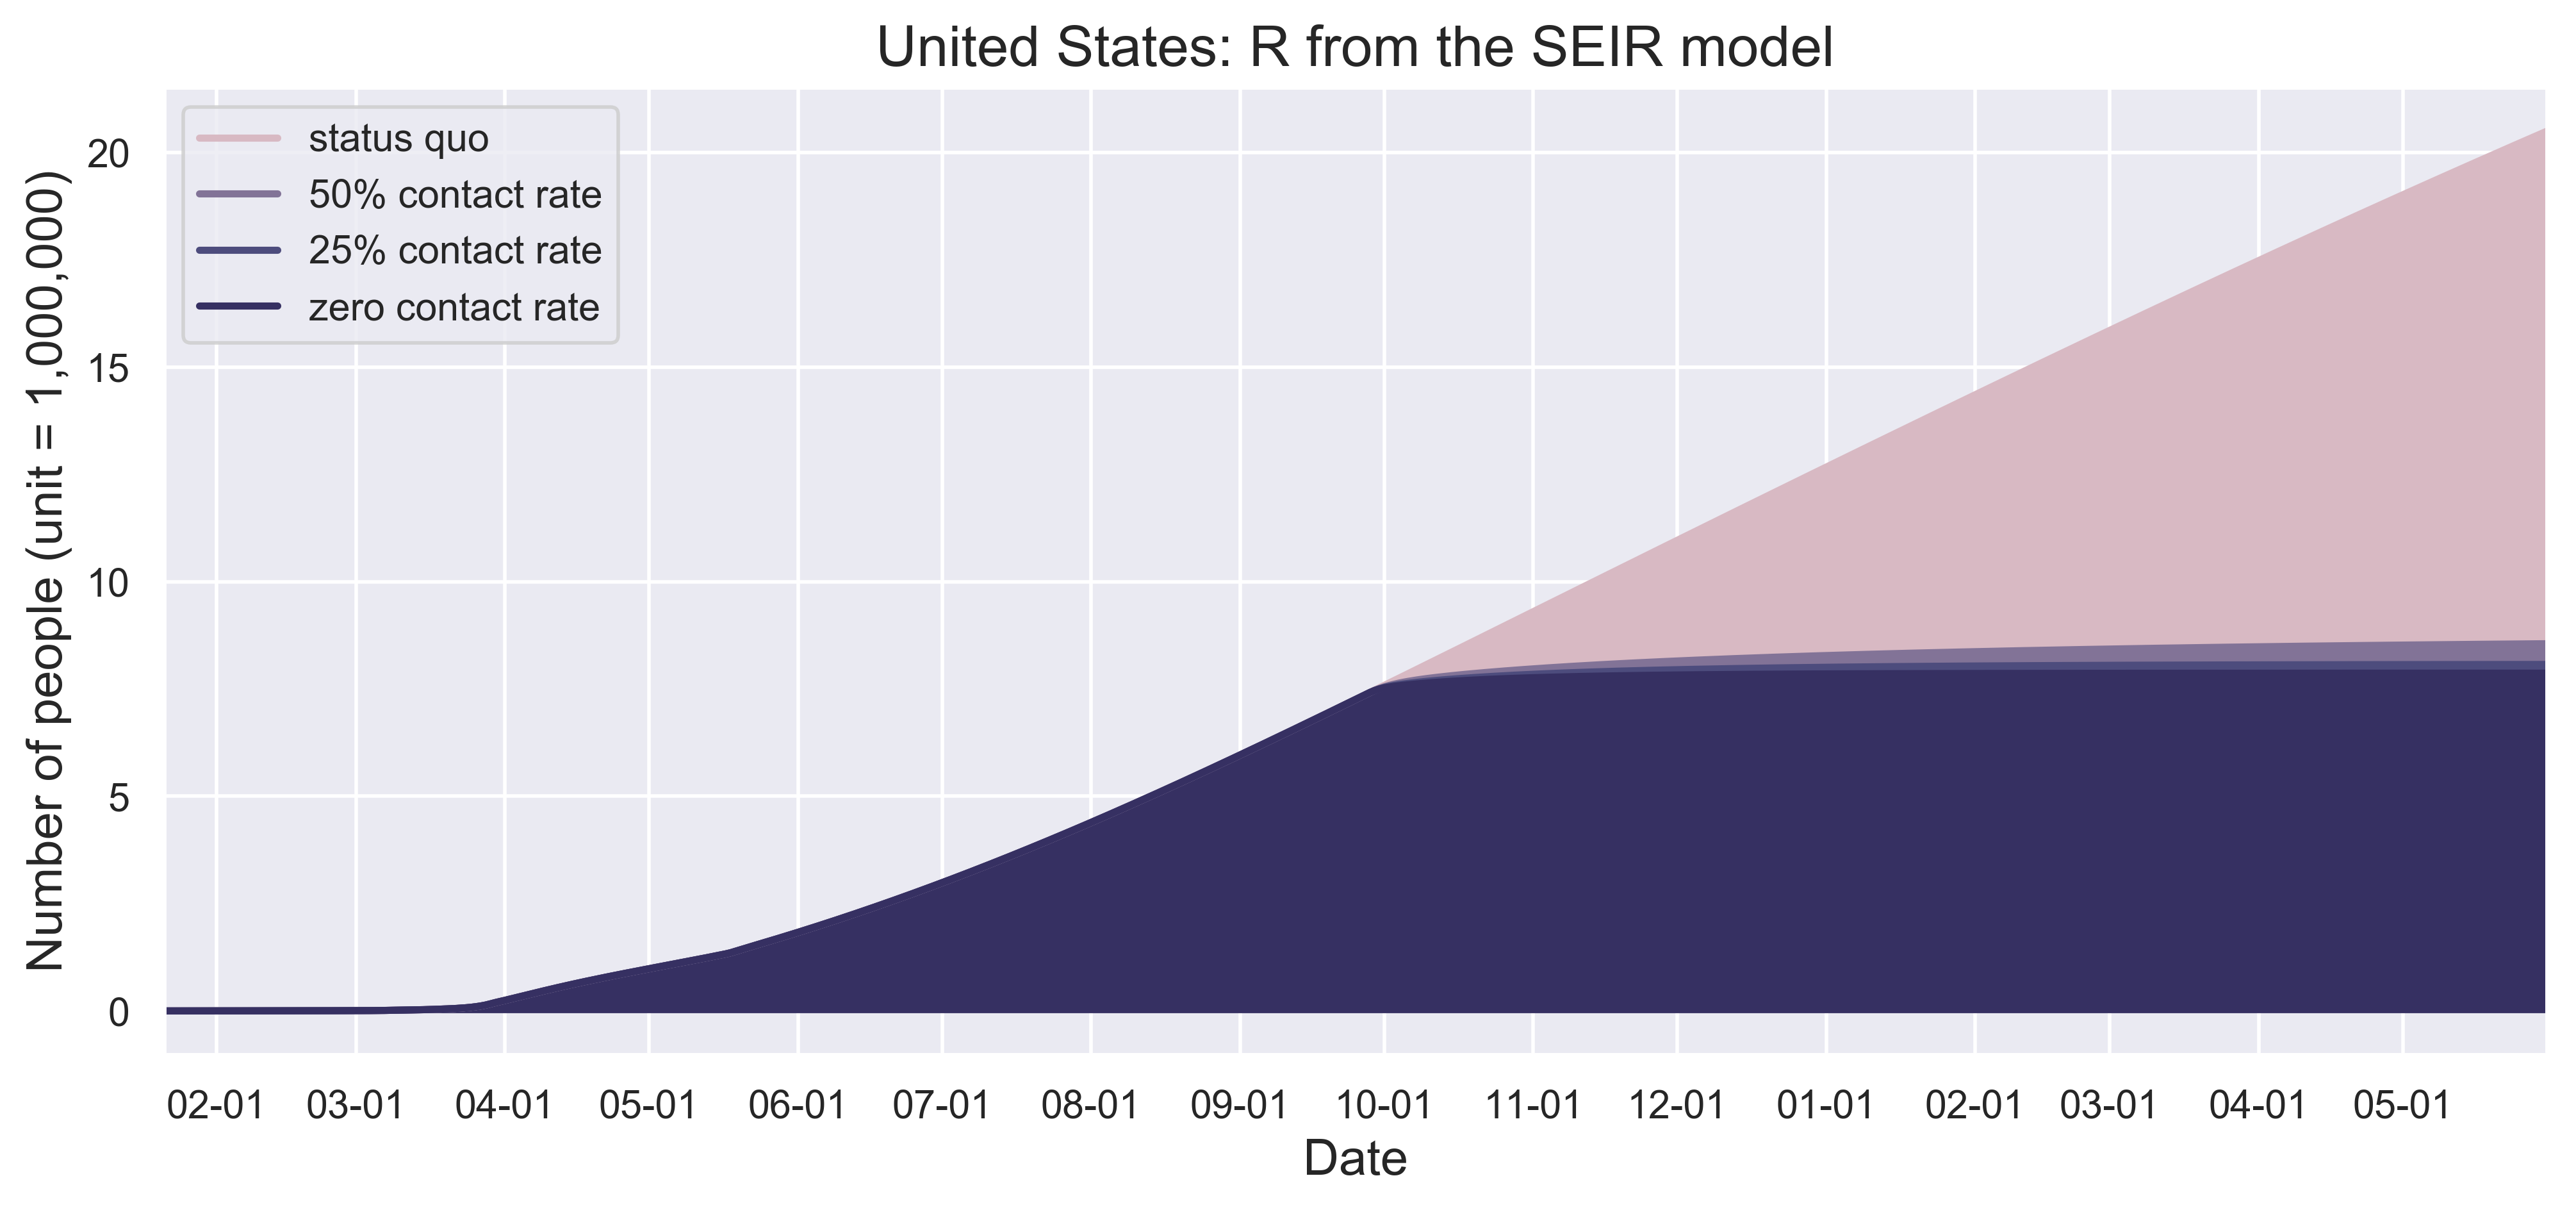 United States: R from the SEIR model
status quo
50% contact rate
25% contact rate
zero contact rate
Number of people (unit = 1,000,000)
20
15
10
5
0
02-01 03-01 04-01 05-01 06-01 07-01 08-01 09-01 10-01 11-01 12-01 01-01 02-01 03-01 04-01 05-01
Date